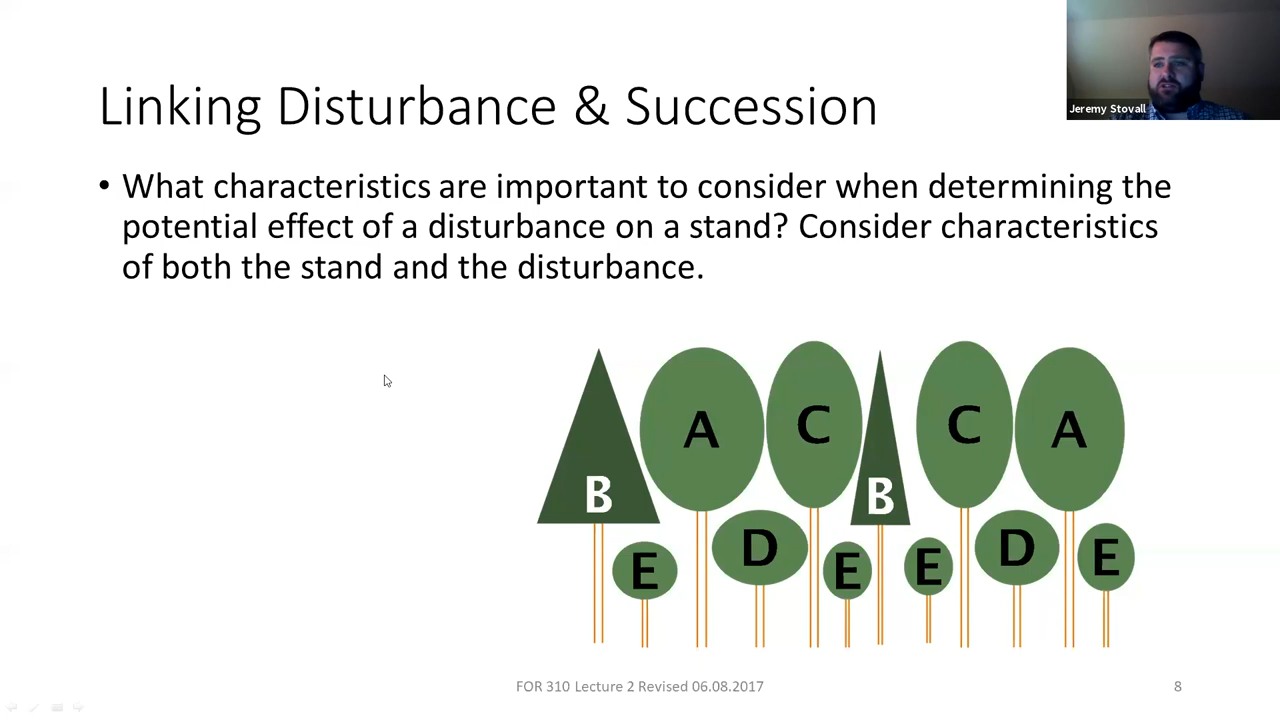 Jeremy Stovall
Linking Disturbance & Succession
• What characteristics are important to consider when determining the
potential effect of a disturbance on a stand? Consider characteristics
of both the stand and the disturbance.
B A C B C A
E D E E D E
FOR 310 Lecture 2 Revised 06.08.2017 8